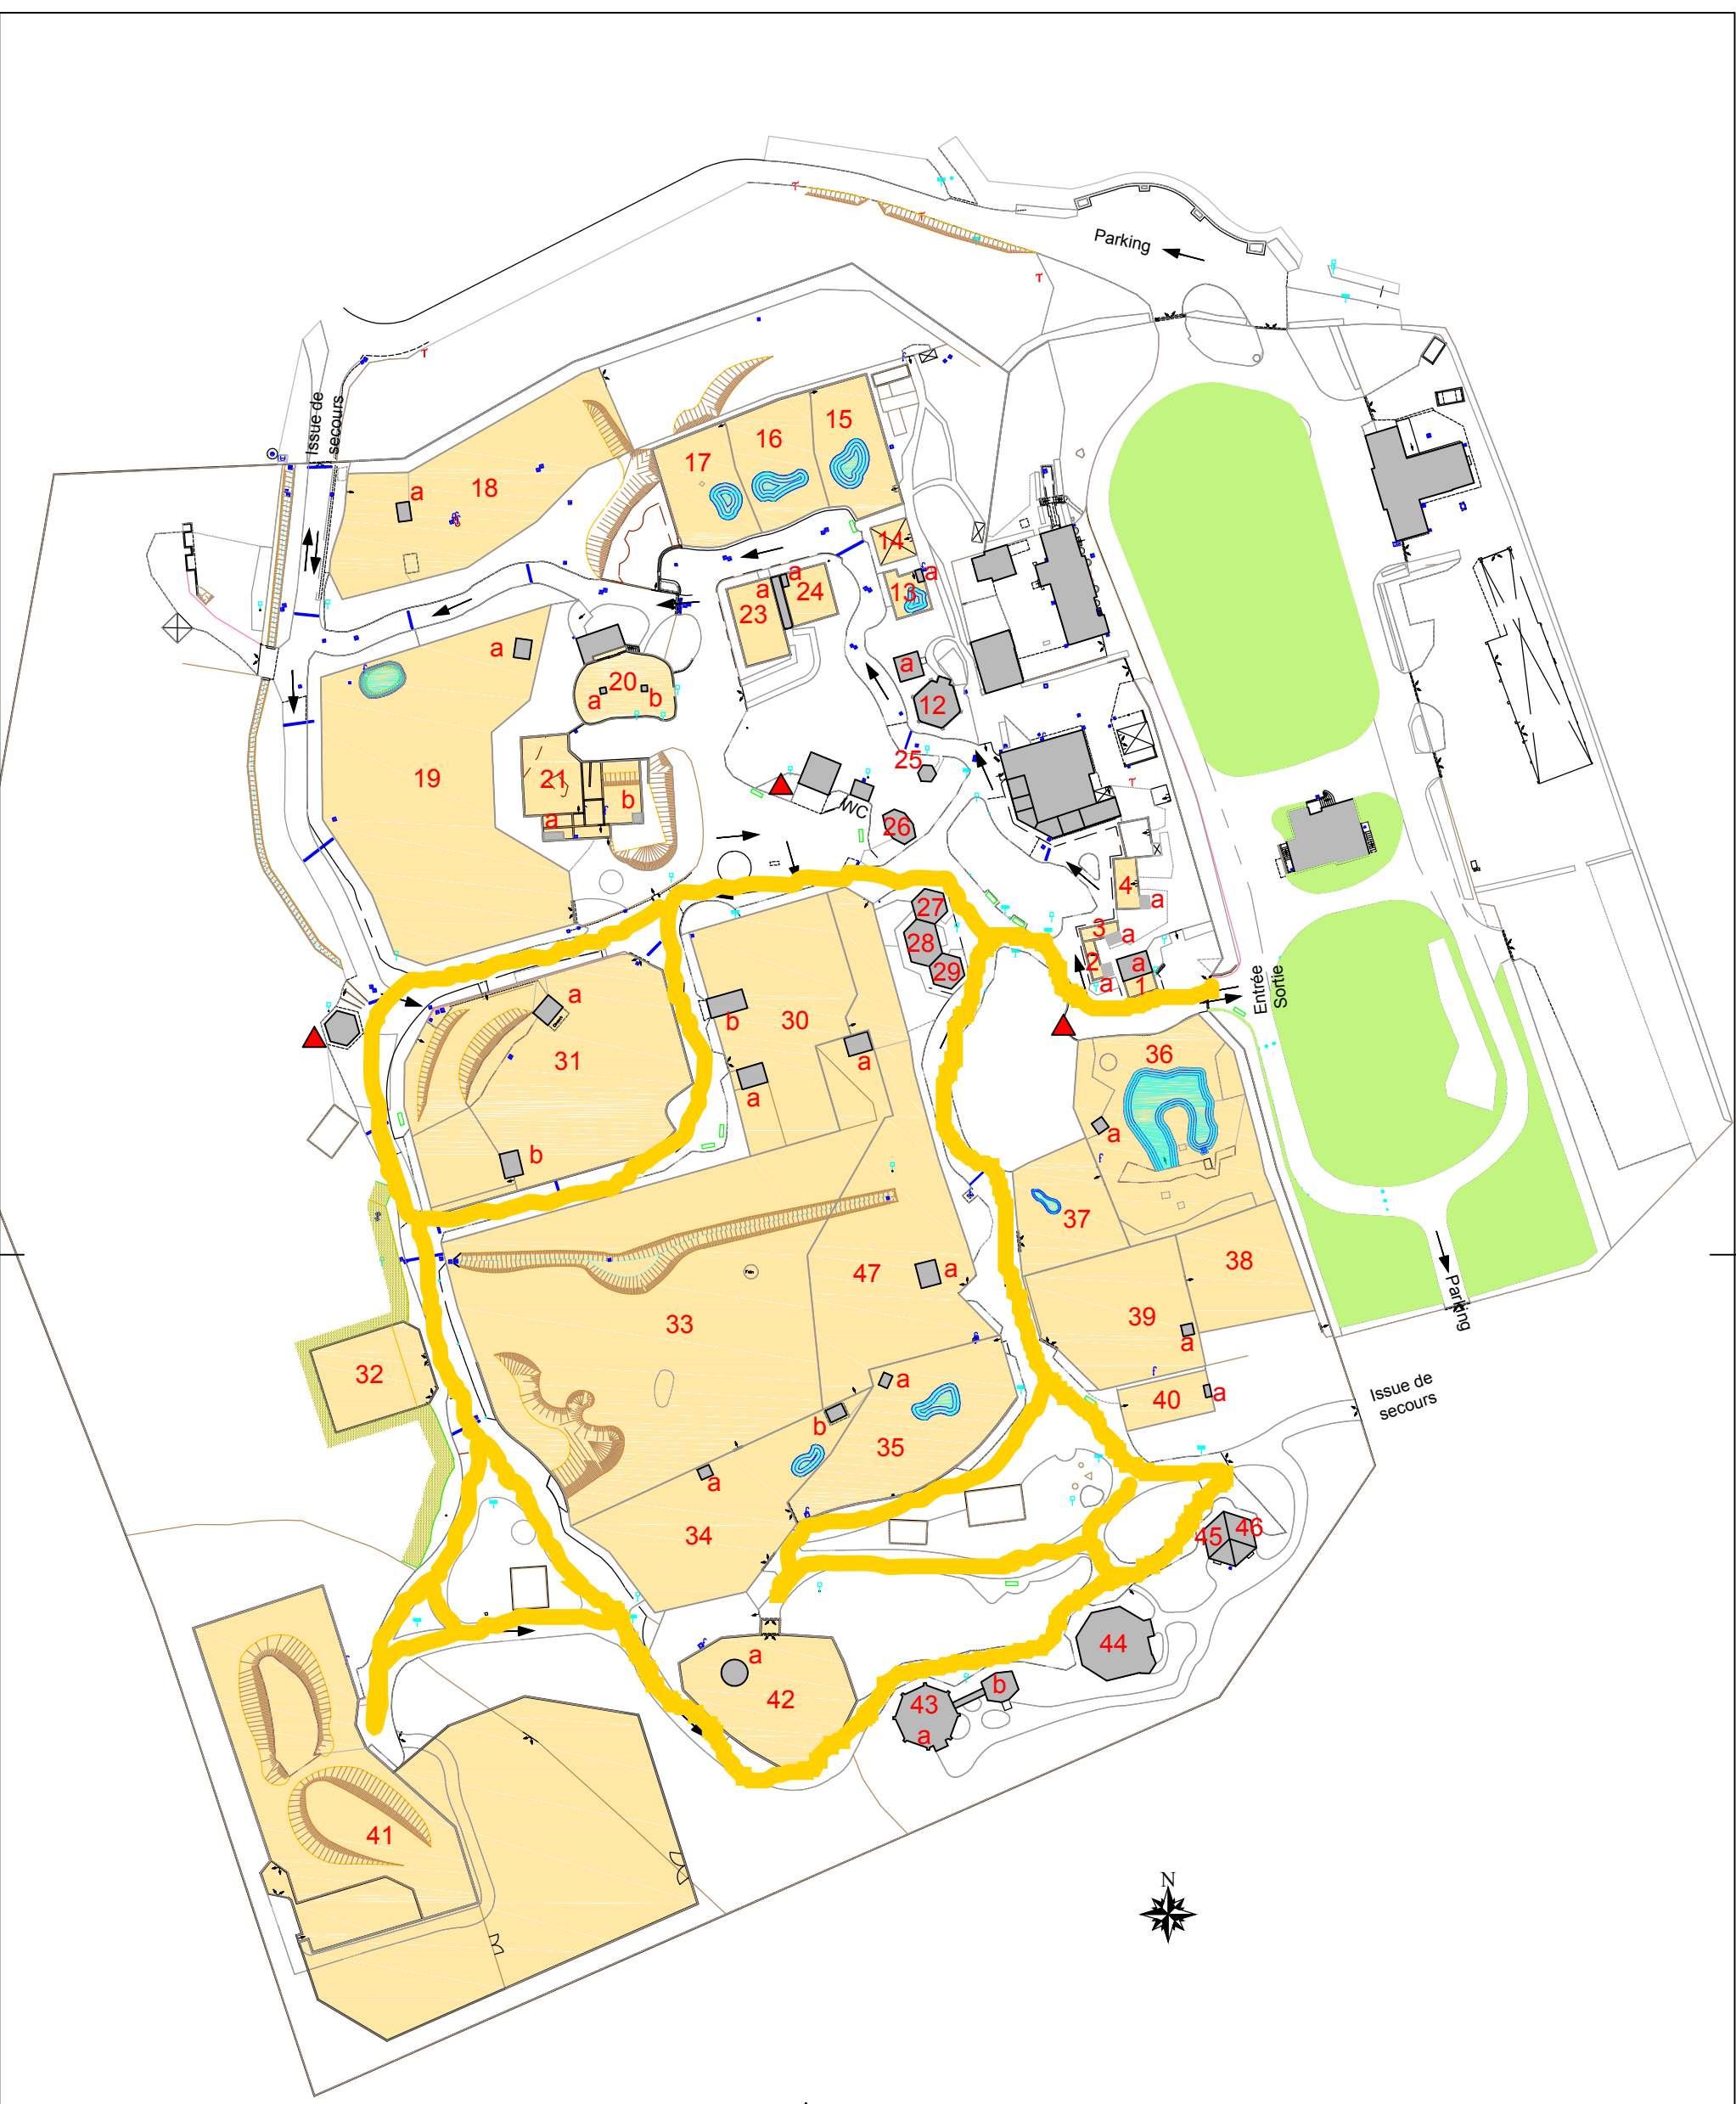 Parking
Issue de
secours
15
16
17
18
a
14
a
a
a
13
24
23
a
20
a
b
a
12
19
21
b
a
25
WC
26
4
a
27
3
a
28
2
a
29
a
1
Entrée
Sortie
a
30
b
31
a
a
36
a
b
37
38
47
a
33
39
a
Parking
32
a
40
a
Issue de
secours
b
35
a
34
45
46
44
a
42
b
43
a
41
N